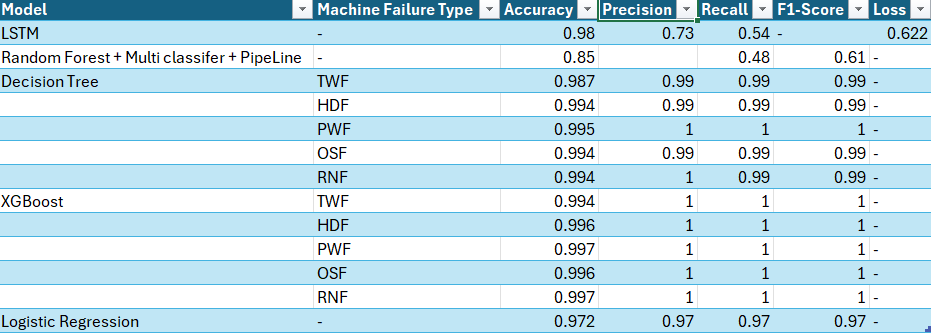 Model Machine Failure Type Accuracy Precision Recall F1-Score Loss
LSTM - 0.98 0.73 0.54 - 0.622
Random Forest + Multi classifer + PipeLine - 0.85 0.48 0.61 -
Decision Tree TWF 0.987 0.99 0.99 0.99 -
HDF 0.994 0.99 0.99 0.99 -
PWF 0.995 1 1 1 -
OSF 0.994 0.99 0.99 0.99 -
RNF 0.994 1 0.99 0.99 -
XGBoost TWF 0.994 1 1 1 -
HDF 0.996 1 1 1 -
PWF 0.997 1 1 1 -
OSF 0.996 1 1 1 -
RNF 0.997 1 1 1 -
Logistic Regression - 0.972 0.97 0.97 0.97 -